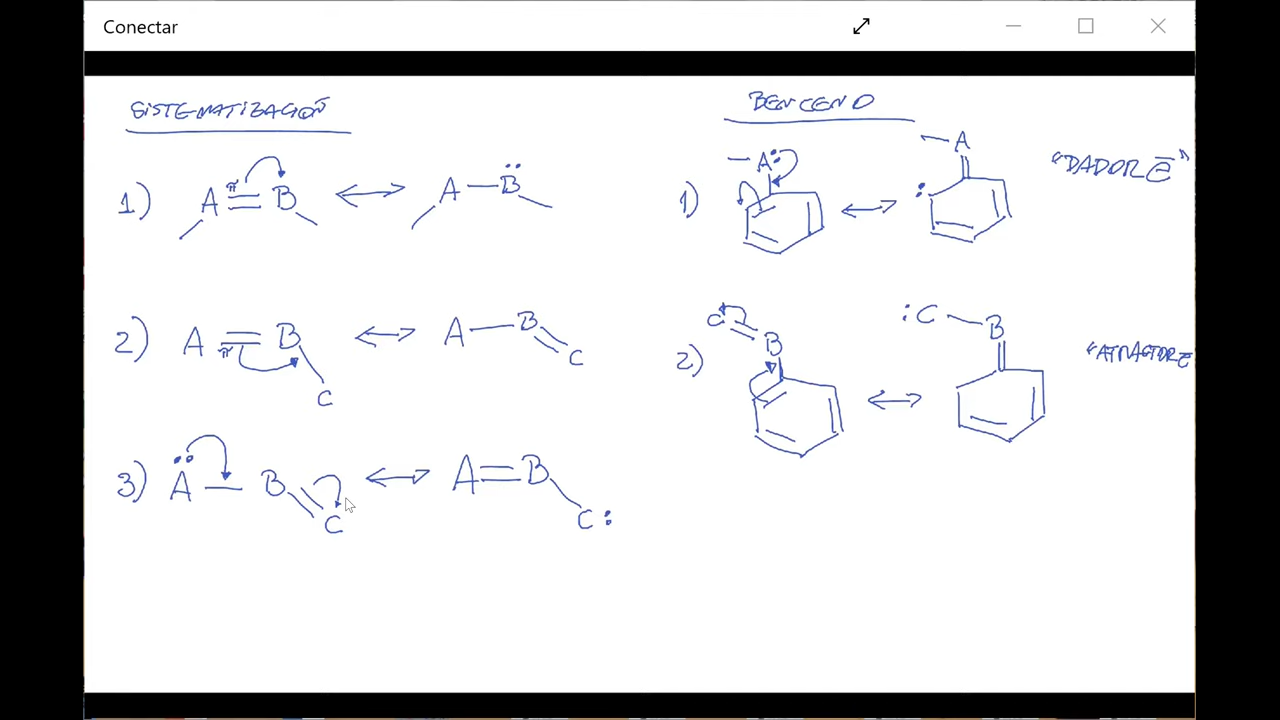 Conectar
SISTEMATIZACIÓN
1) A π B ↔ A — B
2) A π B C ↔ A — B C
3) A — B C ↔ A = B C :
BENCENO
1) — A : ↔ : A "DADOR E"
2) C B ↔ : C B "ATRACTOR E